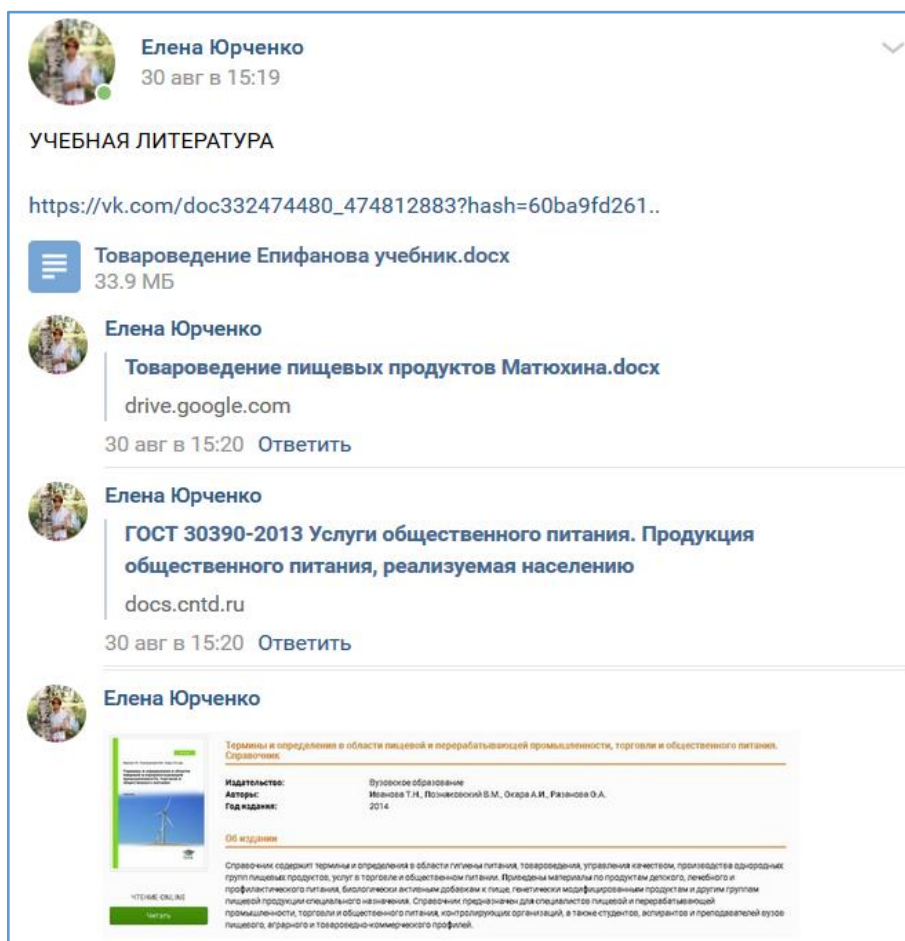 Елена Юрченко
30 авг в 15:19
УЧЕБНАЯ ЛИТЕРАТУРА
https://vk.com/doc332474480_474812883?hash=60ba9fd261..
Товароведение Епифанова учебник.docx
33.9 МБ
Елена Юрченко
Товароведение пищевых продуктов Матюхина.docx
drive.google.com
30 авг в 15:20 Ответить
Елена Юрченко
ГОСТ 30390-2013 Услуги общественного питания. Продукция
общественного питания, реализуемая населению
docs.cntd.ru
30 авг в 15:20 Ответить
Елена Юрченко
Термины и определения в области пищевой и перерабатывающей промышленности, торговли и общественного питания.
Справочник
Издательство: Вузовское образование
Авторы: Иванова Т.Н., Позняковский В.М., Окара А.И., Рязанова О.А.
Год издания: 2014
Об издании
Справочник содержит термины и определения в области гигиены питания, товароведения, управления качеством, производства однородных
групп пищевых продуктов, услуг в торговле и общественном питании. Приведены материалы по продуктам детского, лечебного и
профилактического питания, биологически активным добавкам к пище, генетически модифицированным продуктам и другим группам
пищевой продукции специального назначения. Справочник предназначен для специалистов пищевой и перерабатывающей
промышленности, торговли и общественного питания, контролирующих организаций, а также студентов, аспирантов и преподавателей вузов
пищевого, аграрного и товароведно-коммерческого профилей.
ЧТЕНИЕ ONLINE
Читать